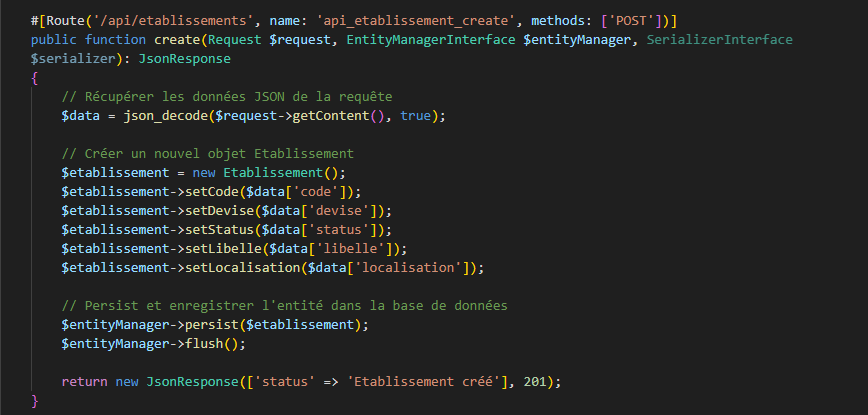 #[Route('/api/etablissements', name: 'api_etablissement_create', methods: ['POST'])]
public function create(Request $request, EntityManagerInterface $entityManager, SerializerInterface
$serializer): JsonResponse
{
    // Récupérer les données JSON de la requête
    $data = json_decode($request->getContent(), true);

    // Créer un nouvel objet Etablissement
    $etablissement = new Etablissement();
    $etablissement->setCode($data['code']);
    $etablissement->setDevise($data['devise']);
    $etablissement->setStatus($data['status']);
    $etablissement->setLibelle($data['libelle']);
    $etablissement->setLocalisation($data['localisation']);

    // Persist et enregistrer l'entité dans la base de données
    $entityManager->persist($etablissement);
    $entityManager->flush();

    return new JsonResponse(['status' => 'Etablissement créé'], 201);
}